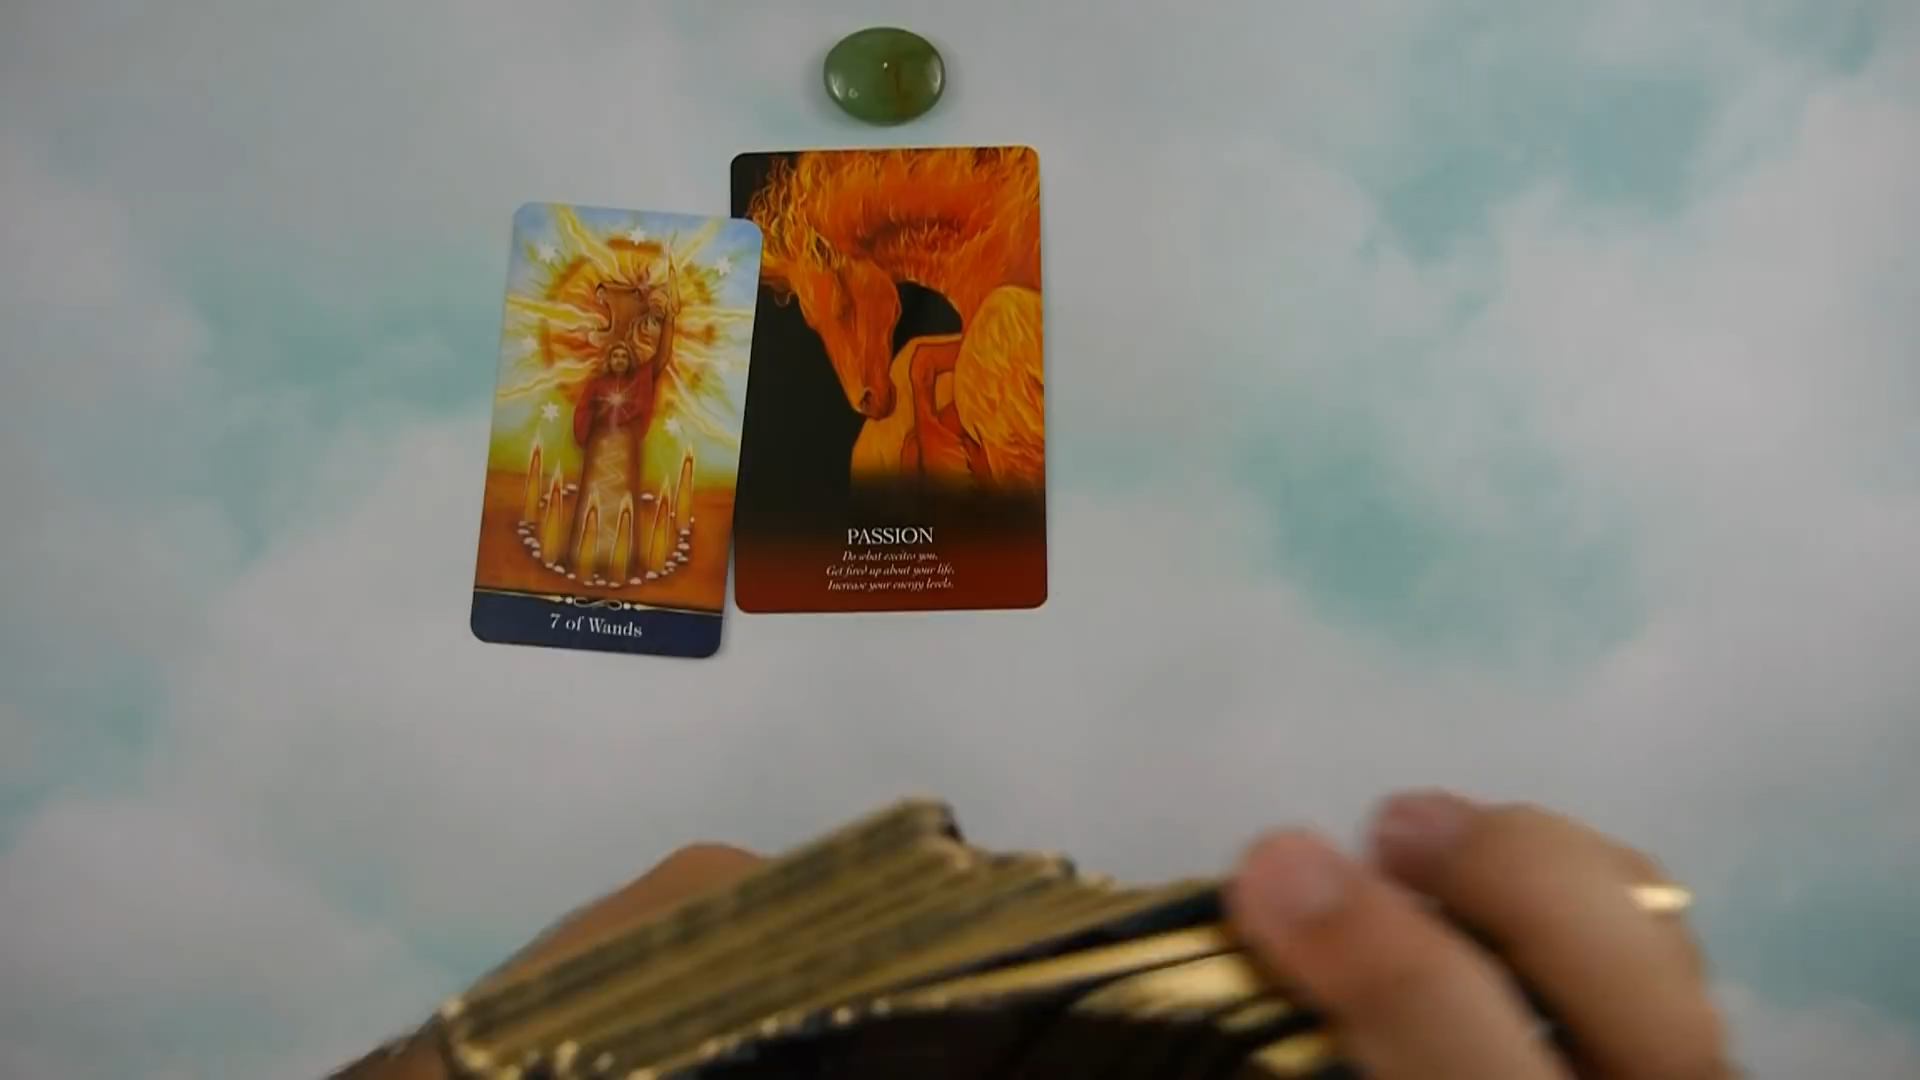 PASSION
Do what excites you.
Get fired up about your life.
Increase your energy levels.
7 of Wands